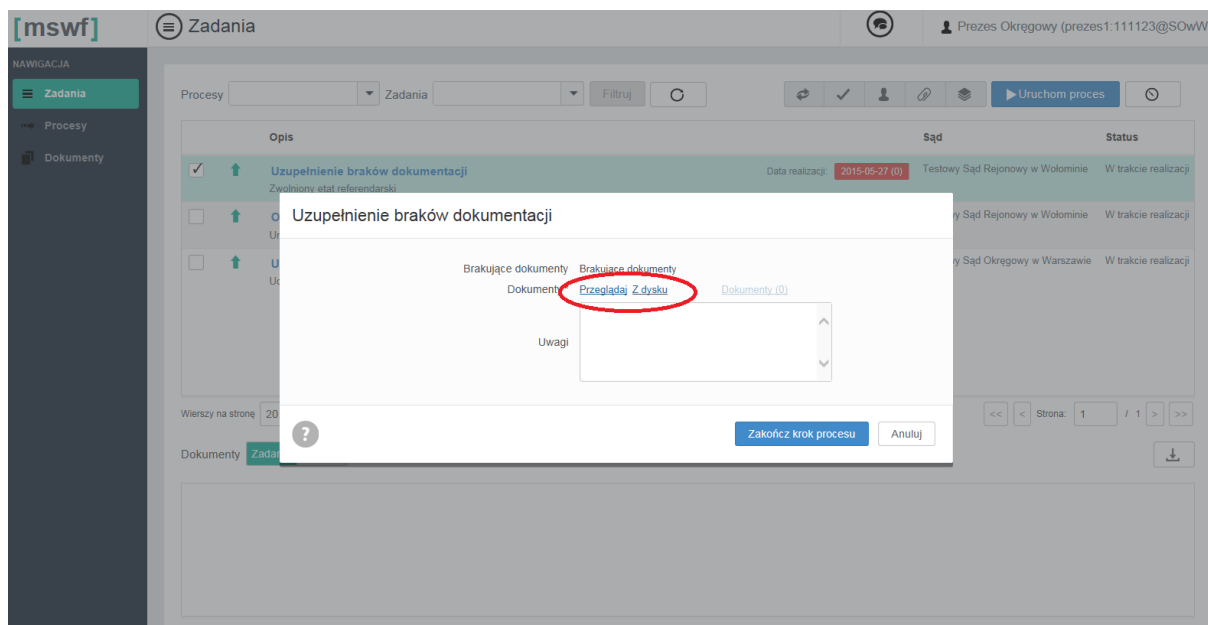 [mswf]
Zadania
Prezes Okręgowy (prezes1:111123@SOwW
NAWIGACJA
Zadania
Procesy
Dokumenty
Procesy Zadania Filtruj Uruchom proces
Opis Sąd Status
Uzupełnienie braków dokumentacji Data realizacji: 2015-05-27 (0) Testowy Sąd Rejonowy w Wołominie W trakcie realizacji
Zwolniony etat referendarski
Uzupełnienie braków dokumentacji
wy Sąd Rejonowy w Wołominie W trakcie realizacji
wy Sąd Okręgowy w Warszawie W trakcie realizacji
Brakujące dokumenty Brakujące dokumenty
Dokumenty Przeglądaj Z dysku Dokumenty (0)
Uwagi
Wierszy na stronę 20 << < Strona: 1 / 1 > >>
? Zakończ krok procesu Anuluj
Dokumenty Zadan